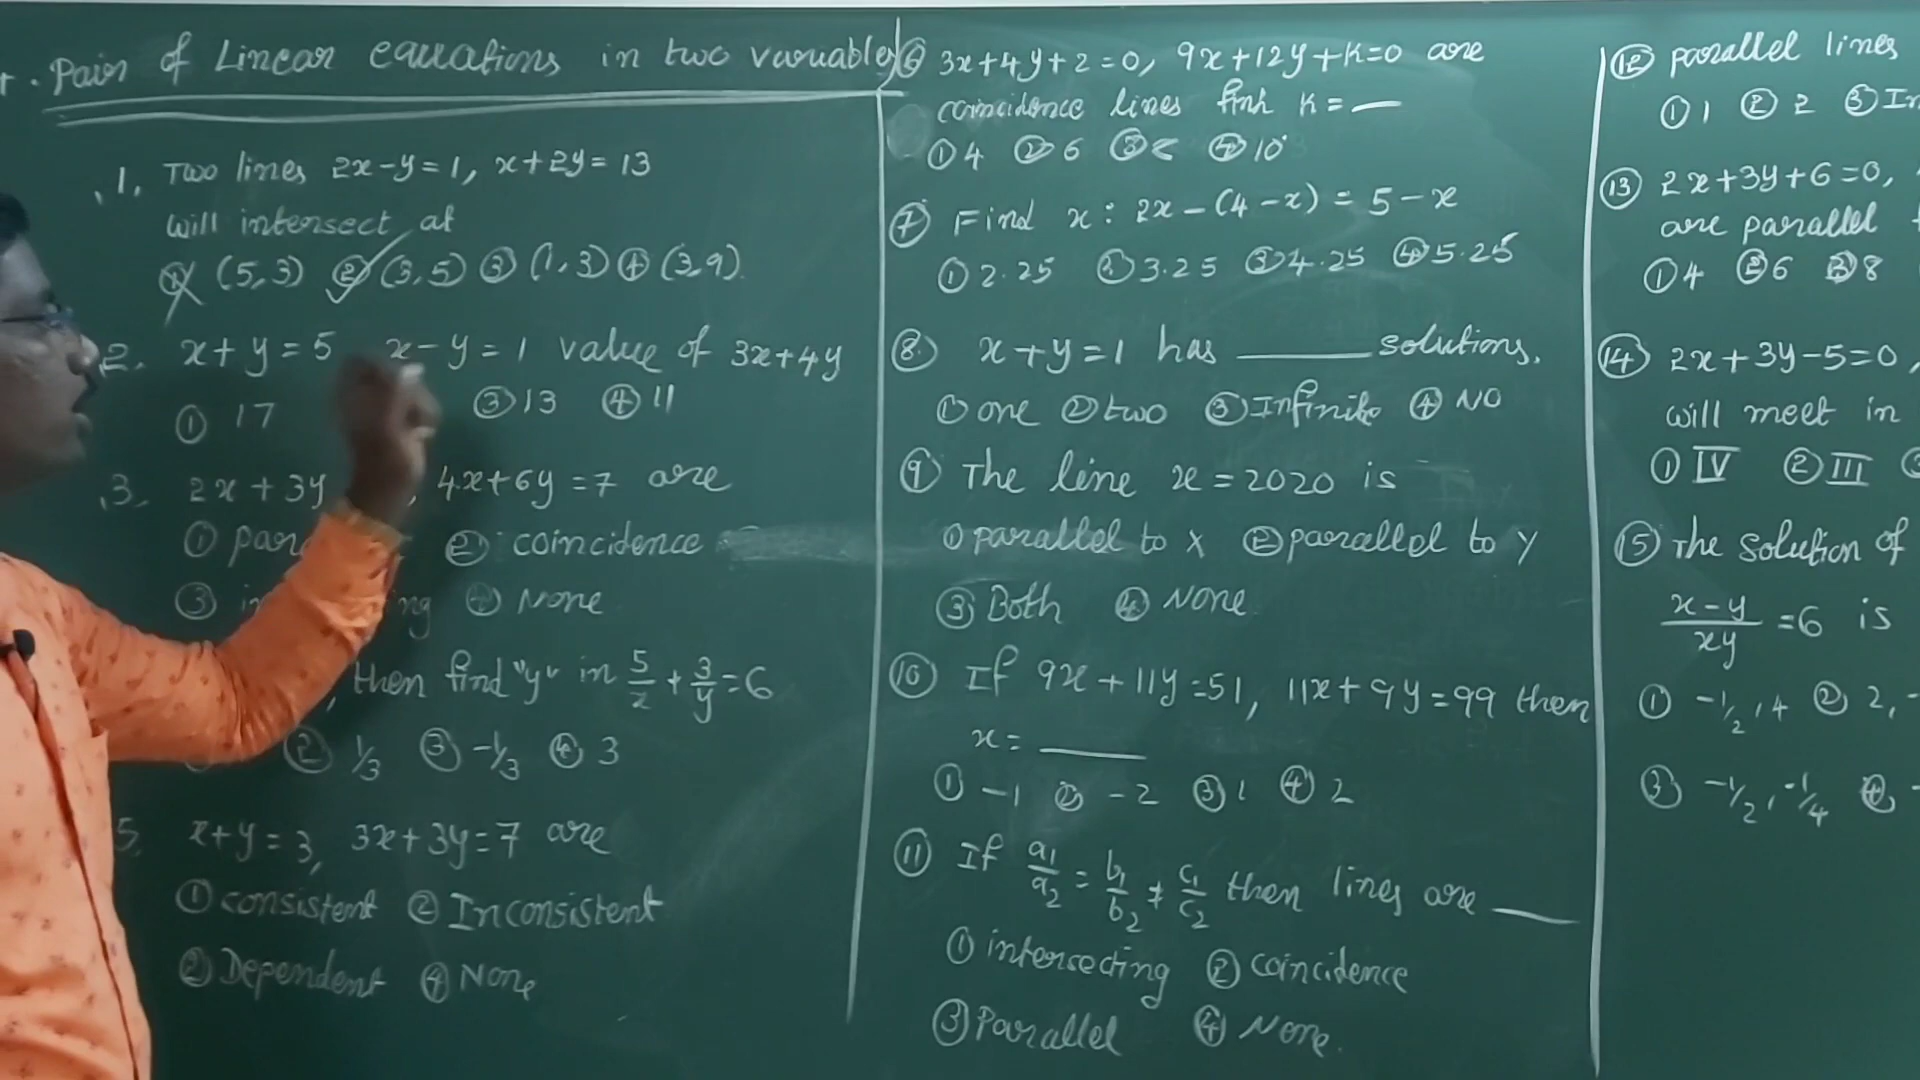 . Pair of Linear equations in two variables
1. Two lines 2x-y=1, x+2y=13
will intersect at
① (5,3) ② (3,5) ③ (1,3) ④ (3,9)
2. x+y=5 x-y=1 value of 3x+4y
① 17 ③ 13 ④ 11
3. 2x+3y , 4x+6y=7 are
① ② coincidence
③ ④ None
, then find "y" in 5/x + 3/y = 6
② 1/3 ③ -1/3 ④ 3
5. x+y=3, 3x+3y=7 are
① consistent ② Inconsistent
② Dependent ④ None
⑥ 3x+4y+2=0, 9x+12y+K=0 are
coincidence lines find K= __
① 4 ② 6 ③ ④ 10
⑦ Find x: 2x-(4-x)=5-x
① 2.25 ② 3.25 ③ 4.25 ④ 5.25
⑧ x+y=1 has ______ solutions.
① one ② two ③ Infinite ④ NO
⑨ The line x=2020 is
① parallel to x ② parallel to y
③ Both ④ None
⑩ If 9x+11y=51, 11x+9y=99 then
x= ____
① -1 ② -2 ③ 1 ④ 2
⑪ If a1/a2 = b1/b2 ≠ c1/c2 then lines are ___
① intersecting ② coincidence
③ Parallel ④ None.
⑫ parallel lines
① 1 ② 2 ③ In
⑬ 2x+3y+6=0,
are parallel
① 4 ② 6 ③ 8
⑭ 2x+3y-5=0,
will meet in
① IV ② III
⑮ The solution of
x-y/xy =6 is
① -1/2, 4 ② 2, -
③ -1/2, -1/4 ④ -